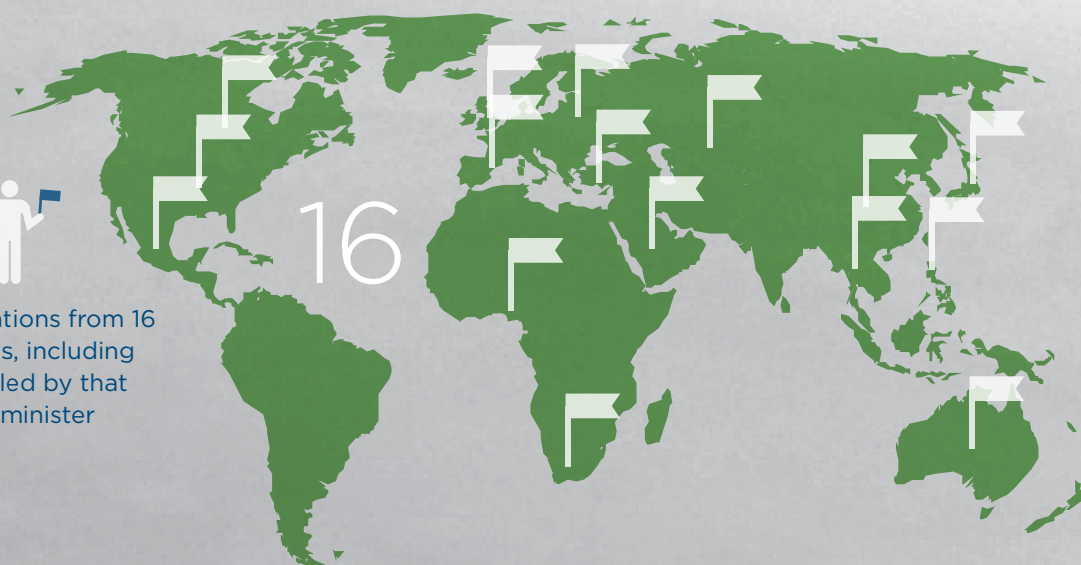 16
ations from 16
s, including
led by that
minister